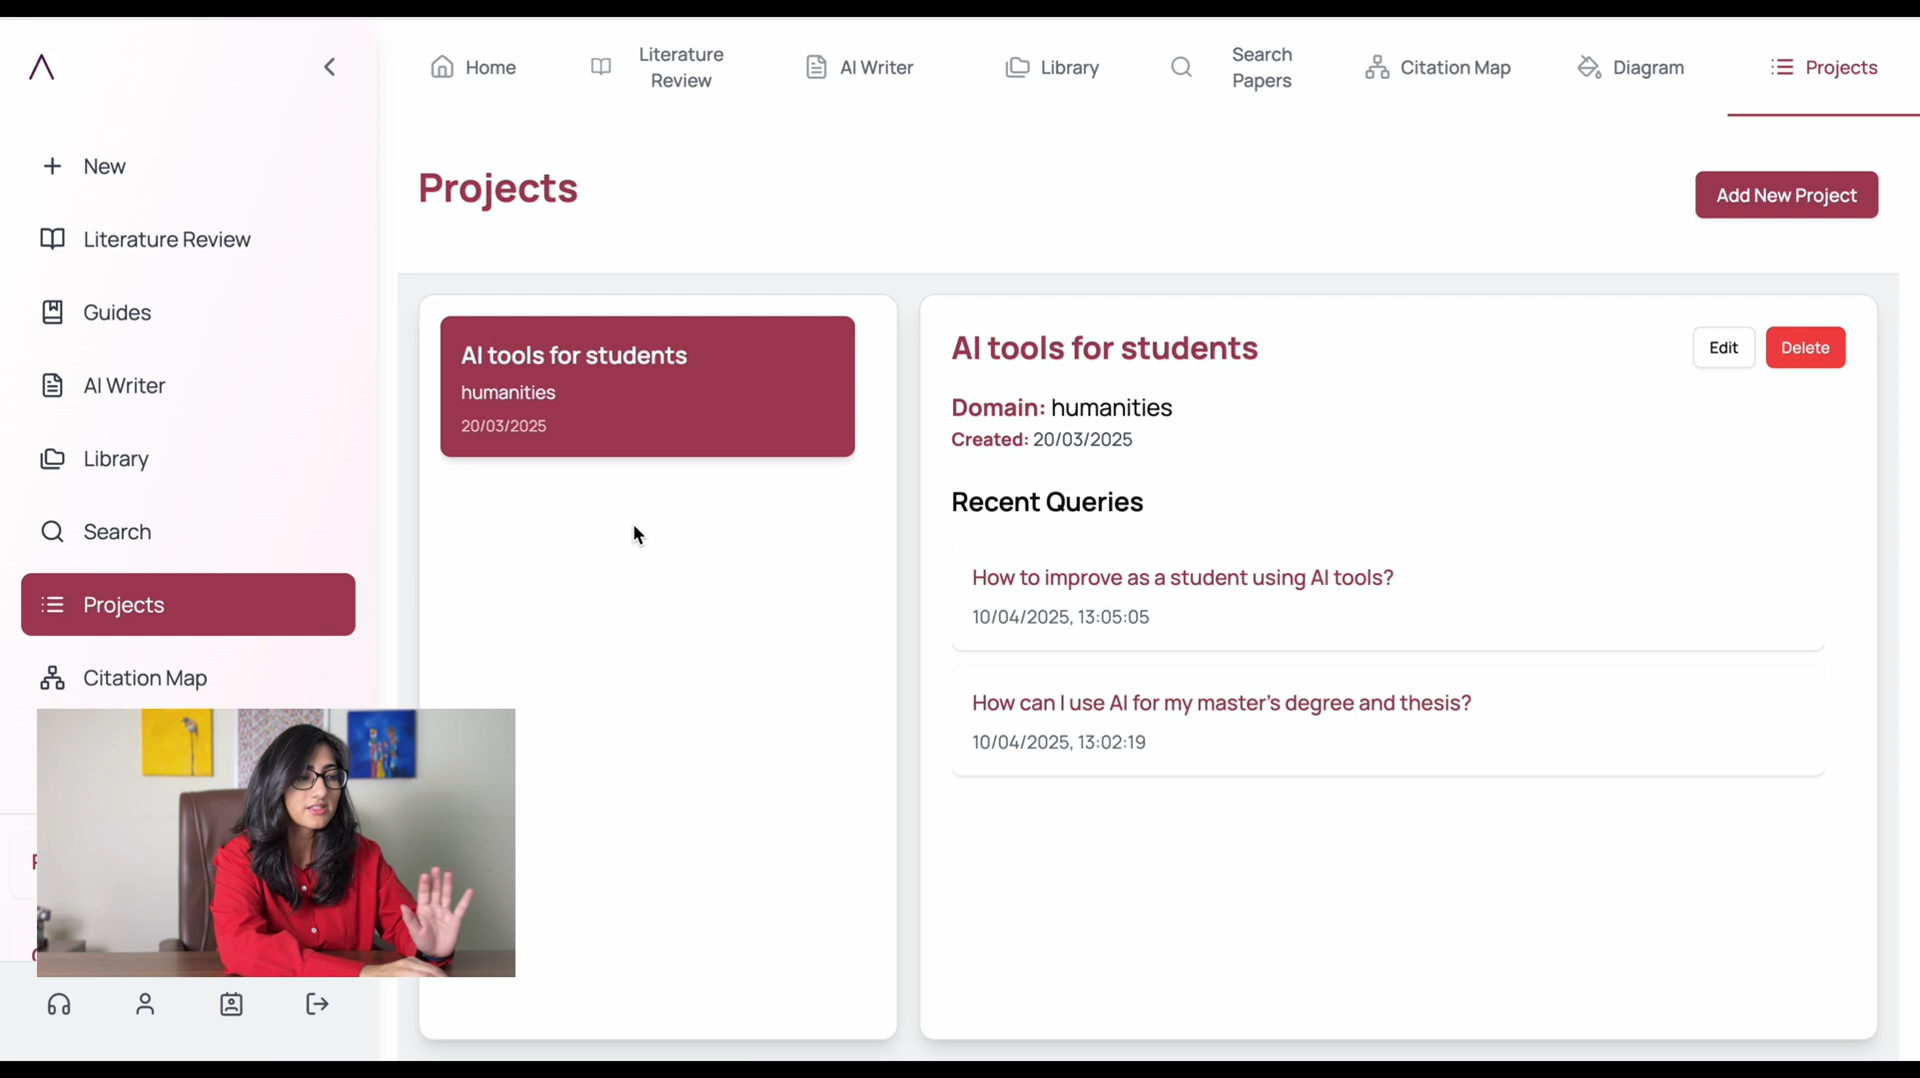 Home
Literature
Review
AI Writer
Library
Search
Papers
Citation Map
Diagram
Projects
New
Literature Review
Guides
AI Writer
Library
Search
Projects
Citation Map
Projects
Add New Project
AI tools for students
humanities
20/03/2025
AI tools for students
Edit
Delete
Domain: humanities
Created: 20/03/2025
Recent Queries
How to improve as a student using AI tools?
10/04/2025, 13:05:05
How can I use AI for my master's degree and thesis?
10/04/2025, 13:02:19